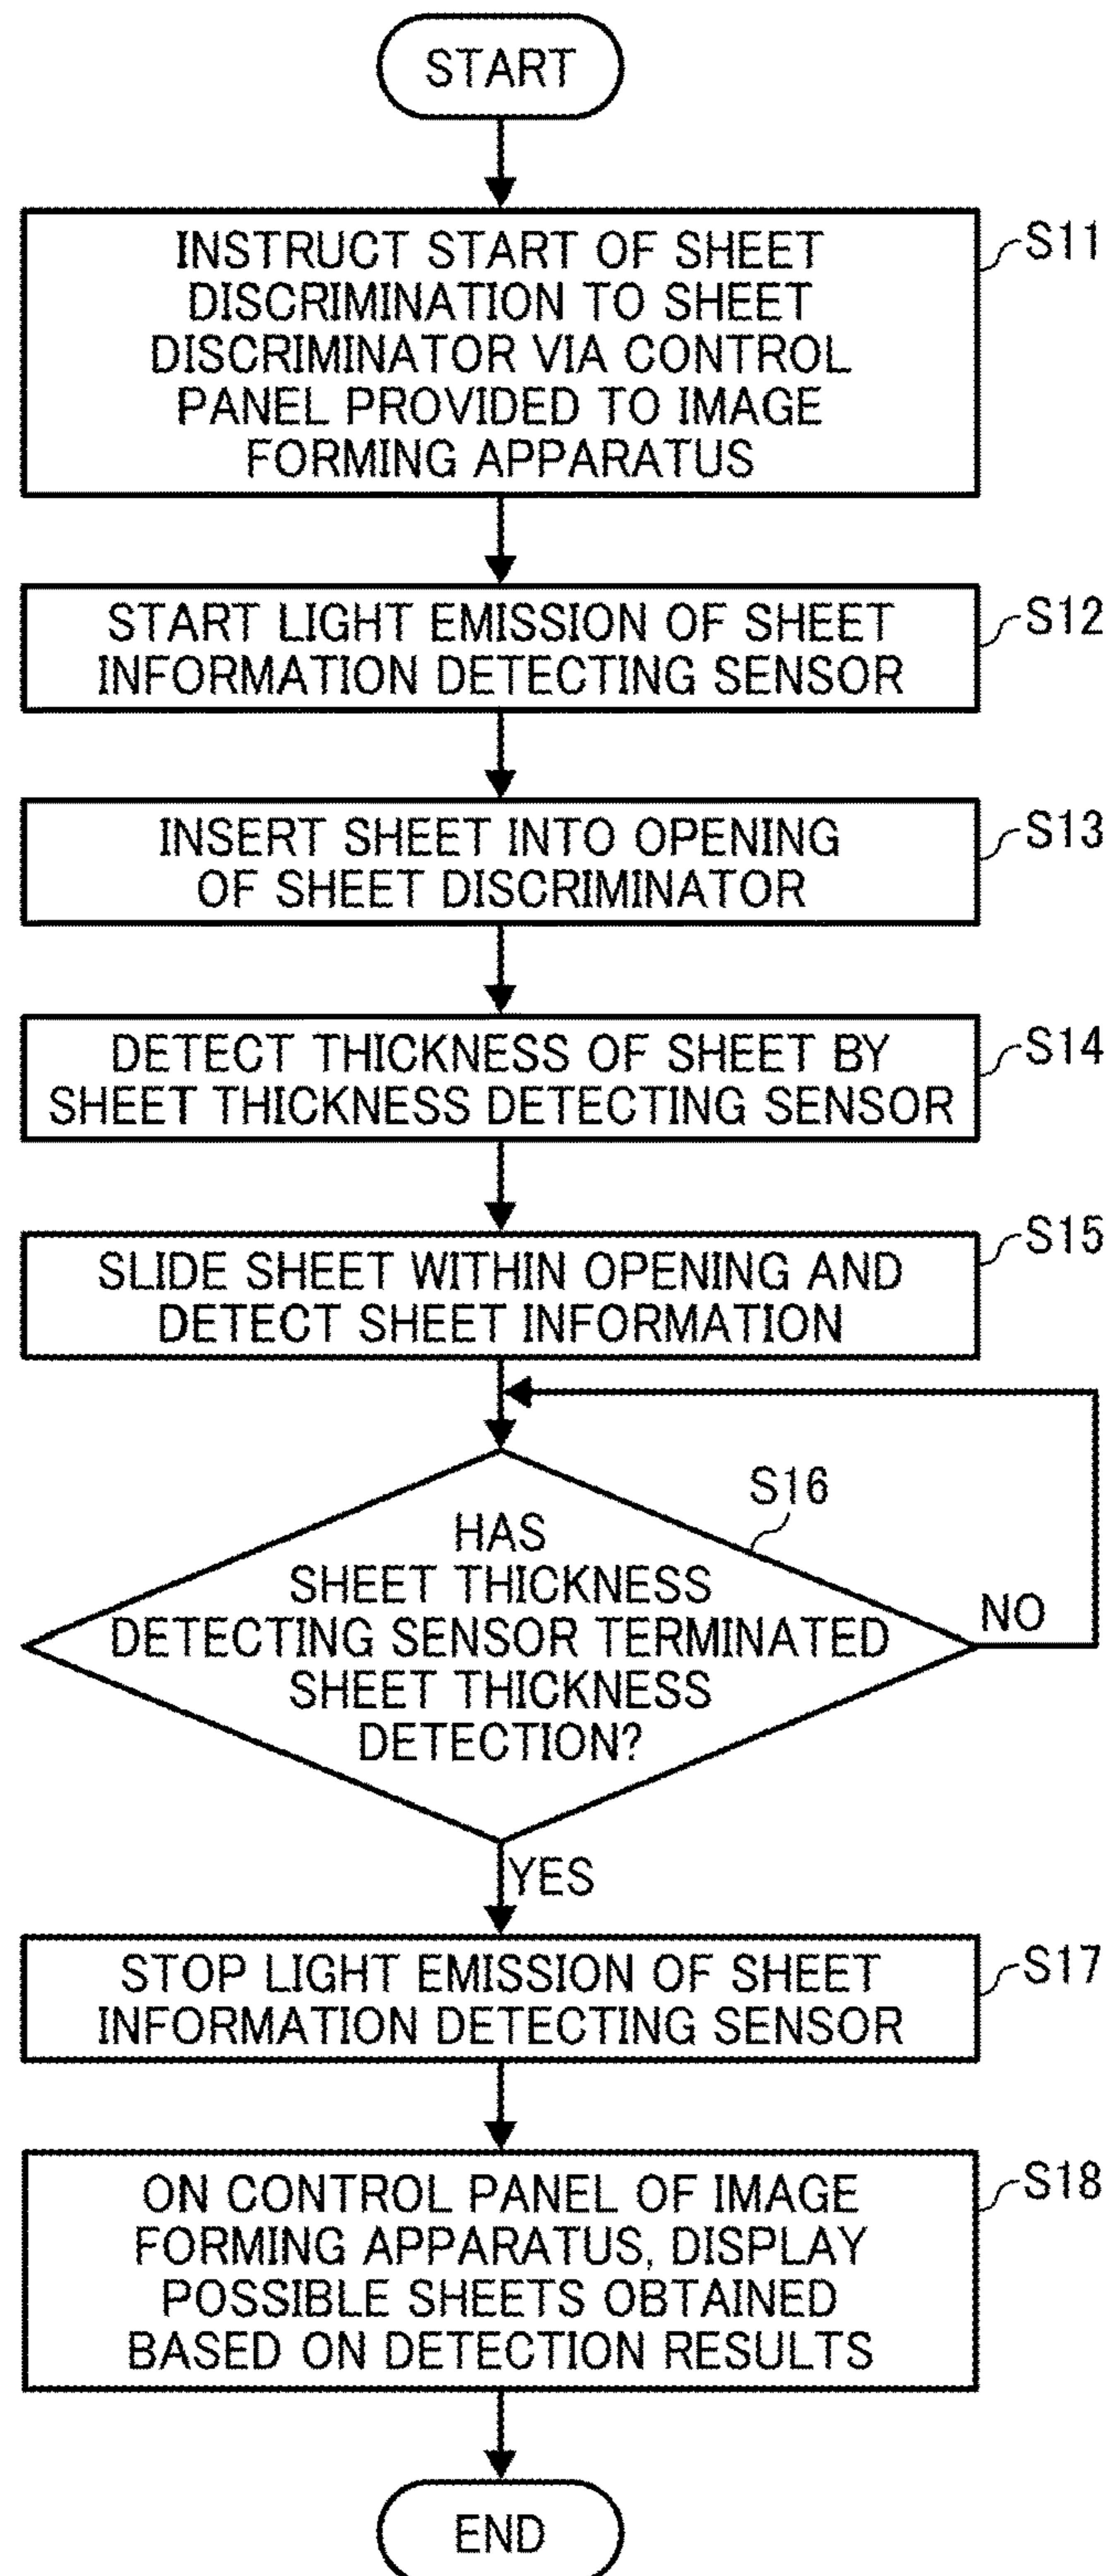 START
S11
INSTRUCT START OF SHEET
DISCRIMINATION TO SHEET
DISCRIMINATOR VIA CONTROL
PANEL PROVIDED TO IMAGE
FORMING APPARATUS
S12
START LIGHT EMISSION OF SHEET
INFORMATION DETECTING SENSOR
S13
INSERT SHEET INTO OPENING
OF SHEET DISCRIMINATOR
S14
DETECT THICKNESS OF SHEET BY
SHEET THICKNESS DETECTING SENSOR
S15
SLIDE SHEET WITHIN OPENING AND
DETECT SHEET INFORMATION
S16
HAS
SHEET THICKNESS
DETECTING SENSOR TERMINATED
SHEET THICKNESS
DETECTION?
NO
YES
S17
STOP LIGHT EMISSION OF SHEET
INFORMATION DETECTING SENSOR
S18
ON CONTROL PANEL OF IMAGE
FORMING APPARATUS, DISPLAY
POSSIBLE SHEETS OBTAINED
BASED ON DETECTION RESULTS
END